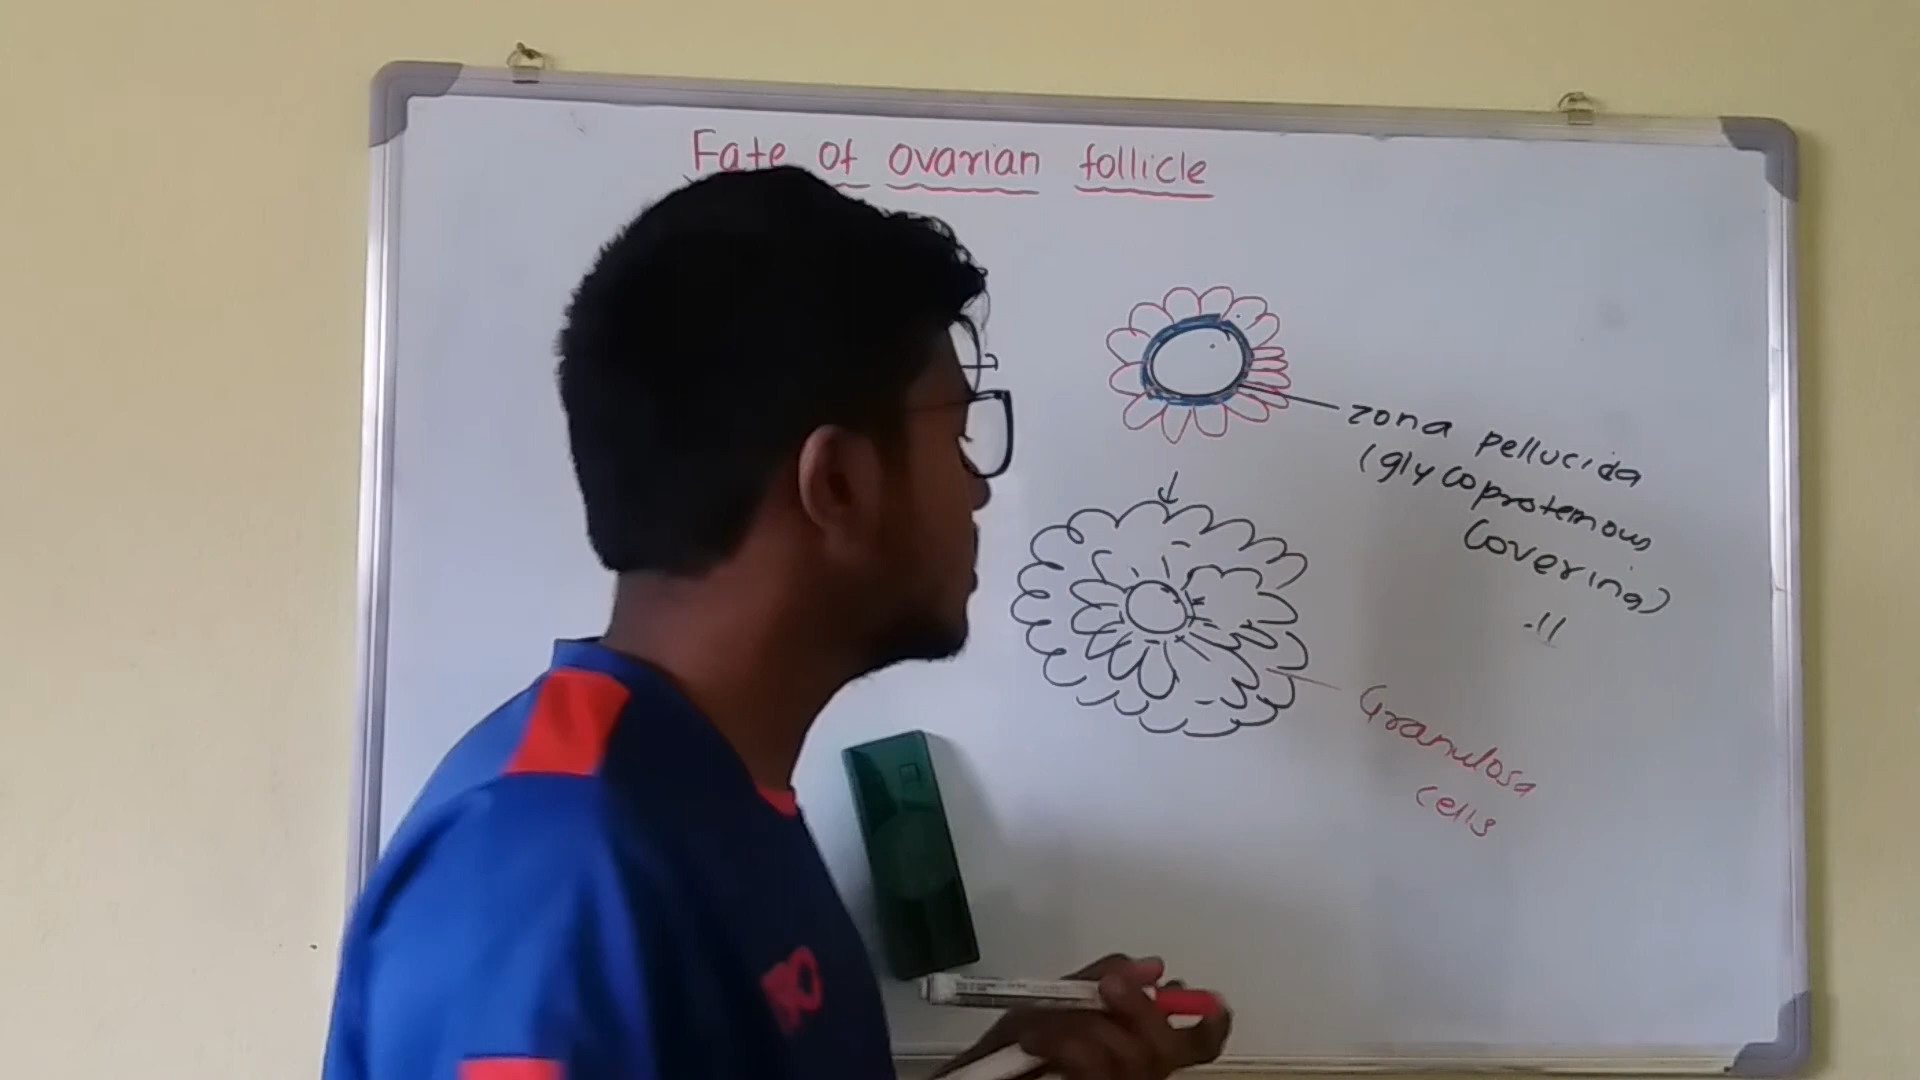 Fate of ovarian follicle
zona pellucida
(glycoproteinous
Covering)
Granulosa
cells